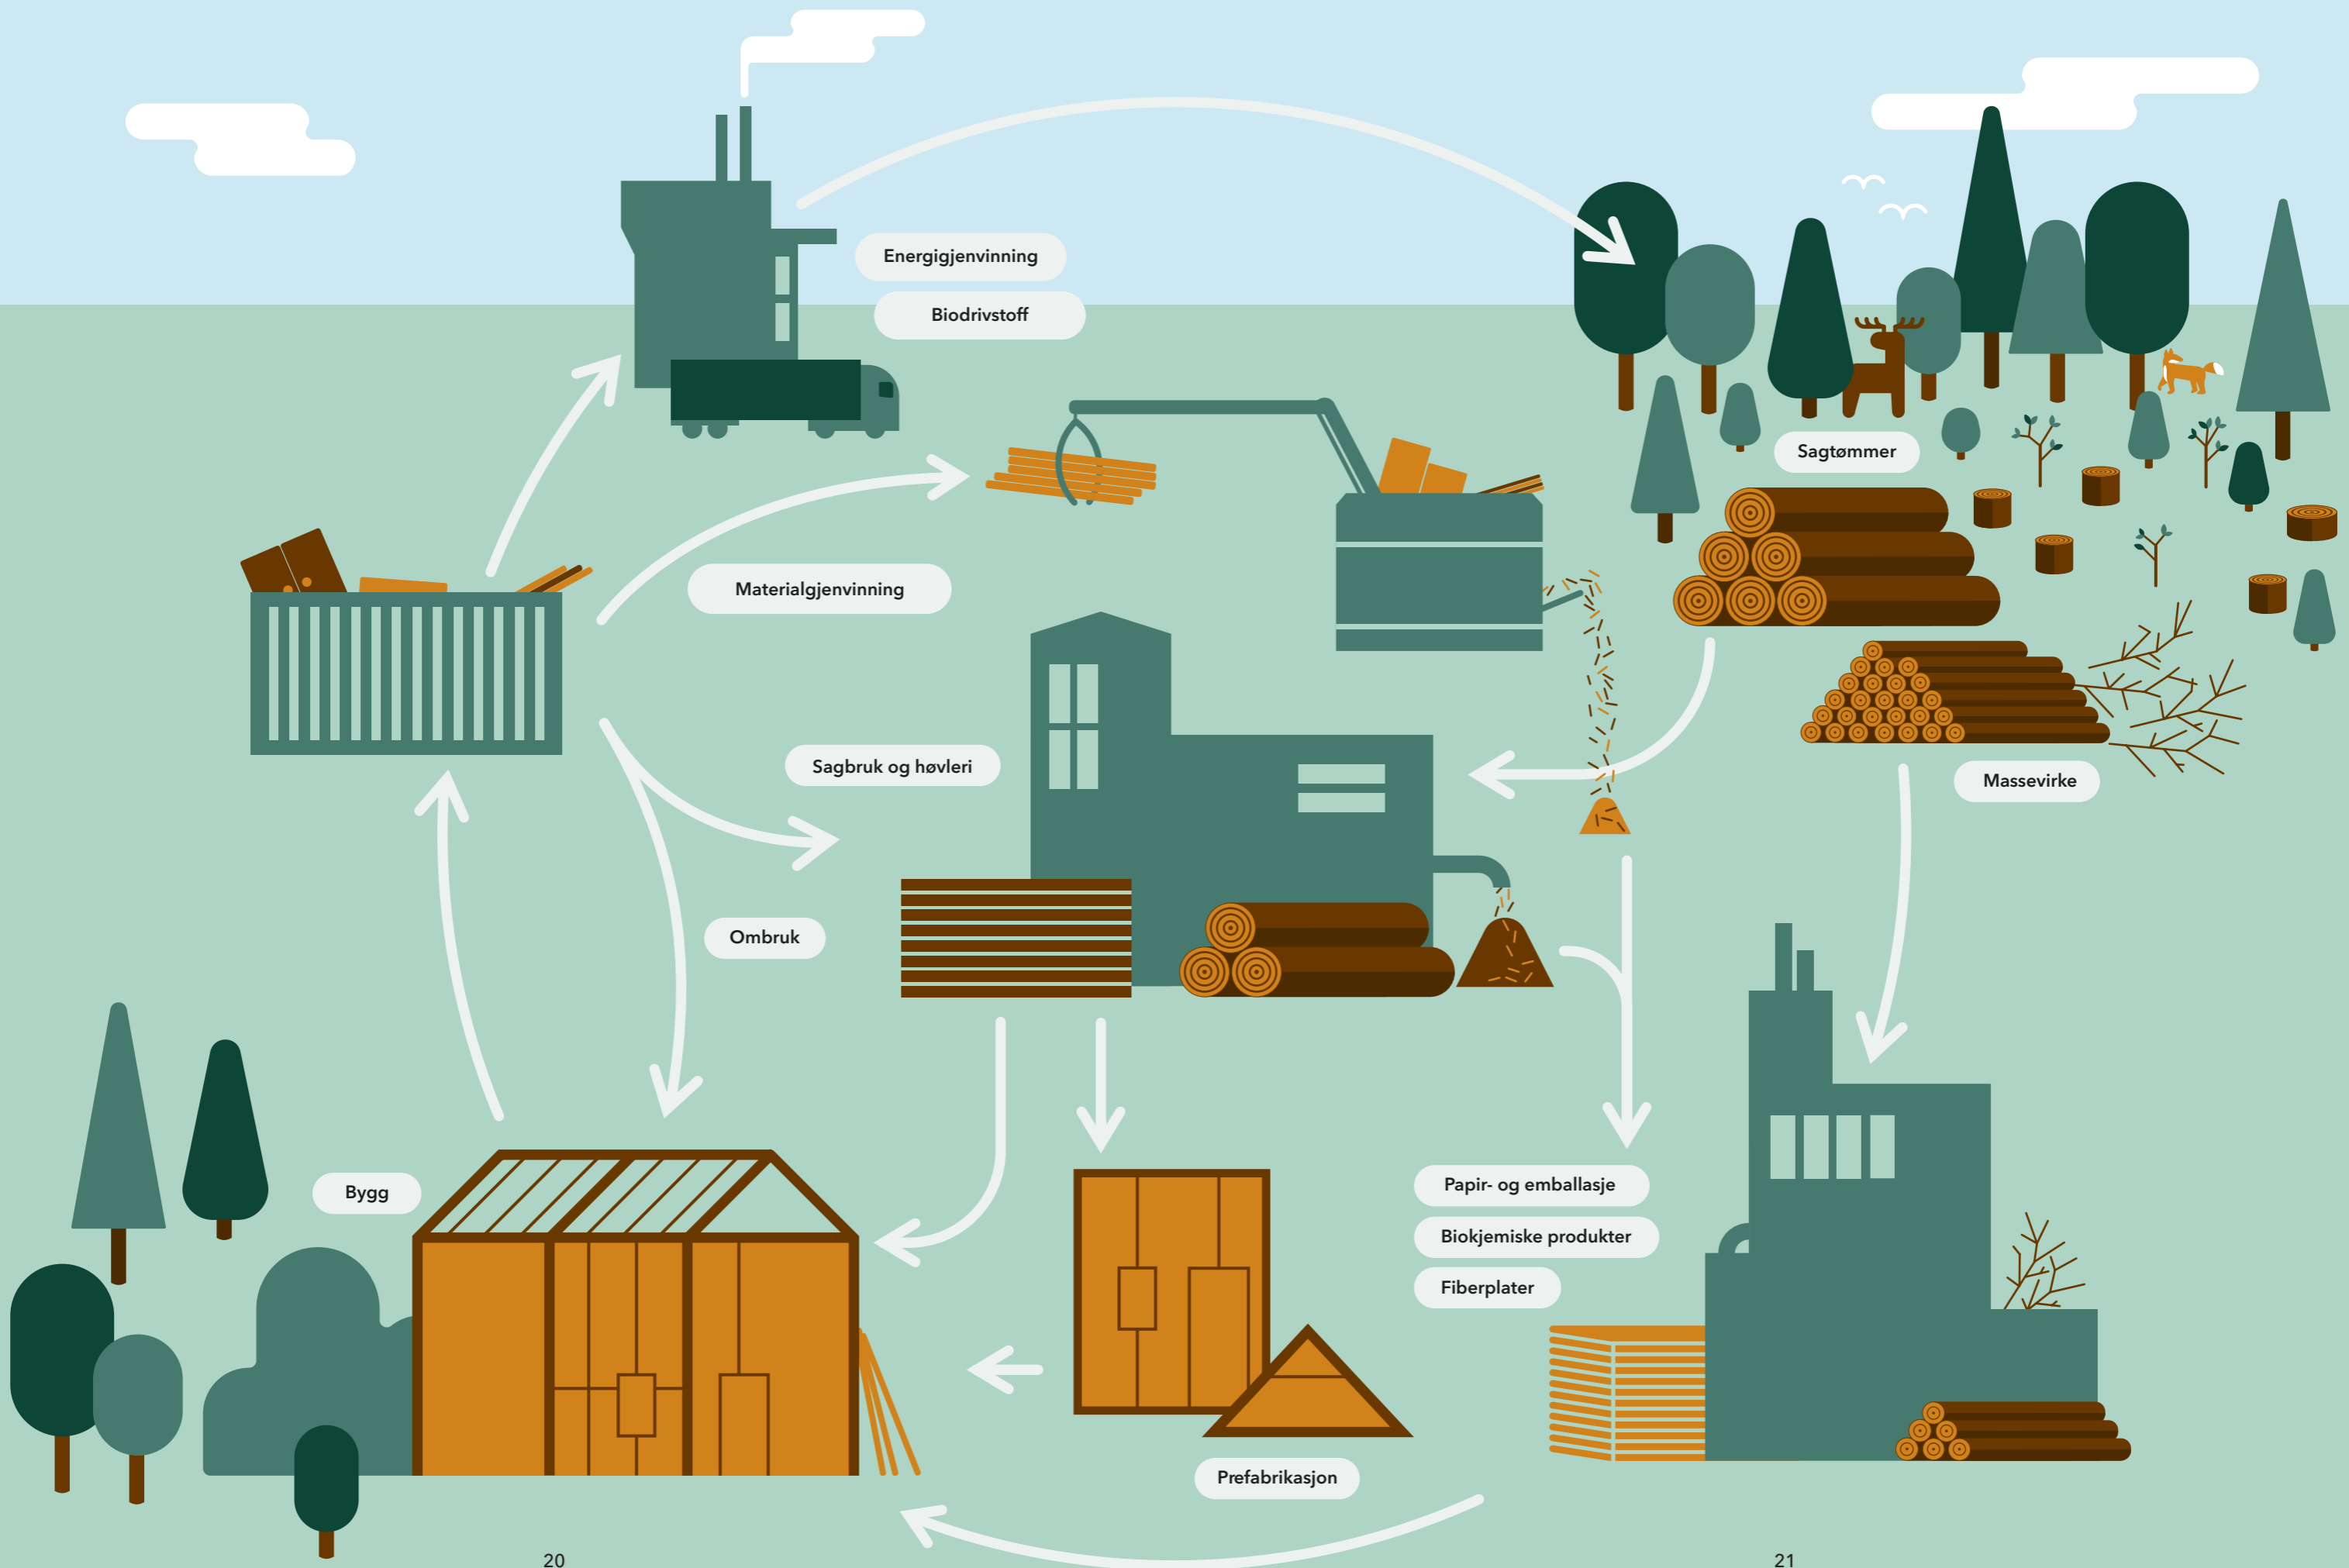 Energigjenvinning
Biodrivstoff
Sagtømmer
Materialgjenvinning
Sagbruk og høvleri
Massevirke
Ombruk
Bygg
Papir- og emballasje
Biokjemiske produkter
Fiberplater
Prefabrikasjon
20
21